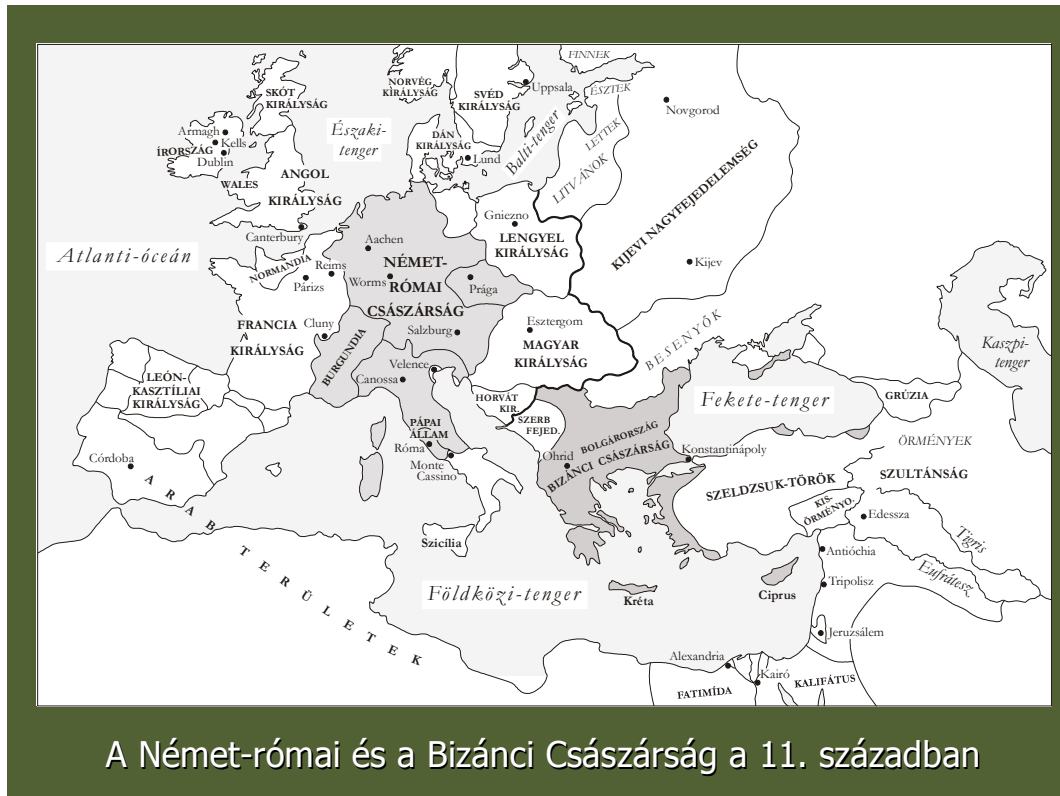 FINNEK
NORVÉG
KIRÁLYSÁG
SVÉD
KIRÁLYSÁG
Uppsala
ÉSZTEK
SKÓT
KIRÁLYSÁG
Novgorod
Északi-
tenger
Balti-tenger
LETTEK
DÁN
KIRÁLYSÁG
Armagh
Kells
ÍRORSZÁG
Dublin
Lund
LITVÁNOK
WALES
ANGOL
KIRÁLYSÁG
KIJEVI NAGYFEJEDELEMSÉG
Gniezno
LENGYEL
KIRÁLYSÁG
Canterbury
Aachen
Atlanti-óceán
NORMANDIA
Reims
Párizs
Worms
NÉMET-
RÓMAI
CSÁSZÁRSÁG
Prága
Kijev
Esztergom
MAGYAR
KIRÁLYSÁG
BESENYŐK
FRANCIA
KIRÁLYSÁG
Cluny
Salzburg
BURGUNDIA
Velence
Canossa
Kaszpi-
tenger
LEÓN-
KASZTÍLIAI
KIRÁLYSÁG
HORVÁT
KIR.
SZERB
FEJED.
Fekete-tenger
GRÚZIA
PÁPAI
ÁLLAM
Róma
Monte
Cassino
BOLGÁRORSZÁG
BIZÁNCI CSÁSZÁRSÁG
Ohrid
Konstantinápoly
ÖRMÉNYEK
Córdoba
ARAB TERÜLETEK
SZELDZSUK-TÖRÖK
SZULTÁNSÁG
KIS-
ÖRMÉNYO.
Edessza
Tigris
Eufrátesz
Szicília
Antióchia
Földközi-tenger
Kréta
Ciprus
Tripolisz
Jeruzsálem
Alexandria
Kairó
FATIMÍDA
KALIFÁTUS
A Német-római és a Bizánci Császárság a 11. században